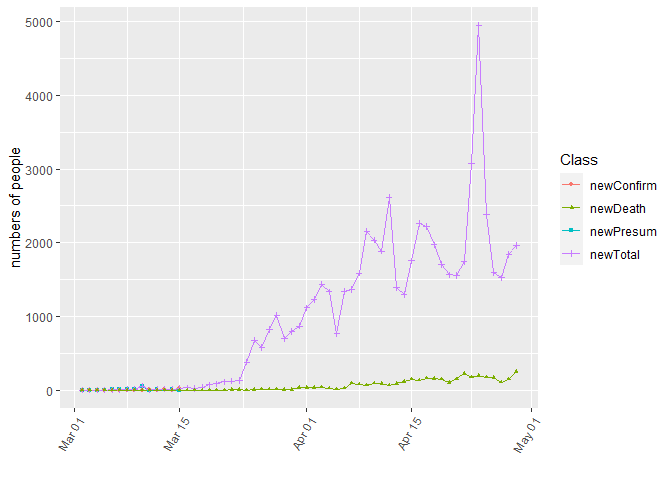 5000
4000
3000
2000
1000
0
numbers of people
Mar 01
Mar 15
Apr 01
Apr 15
May 01
Class
newConfirm
newDeath
newPresum
newTotal